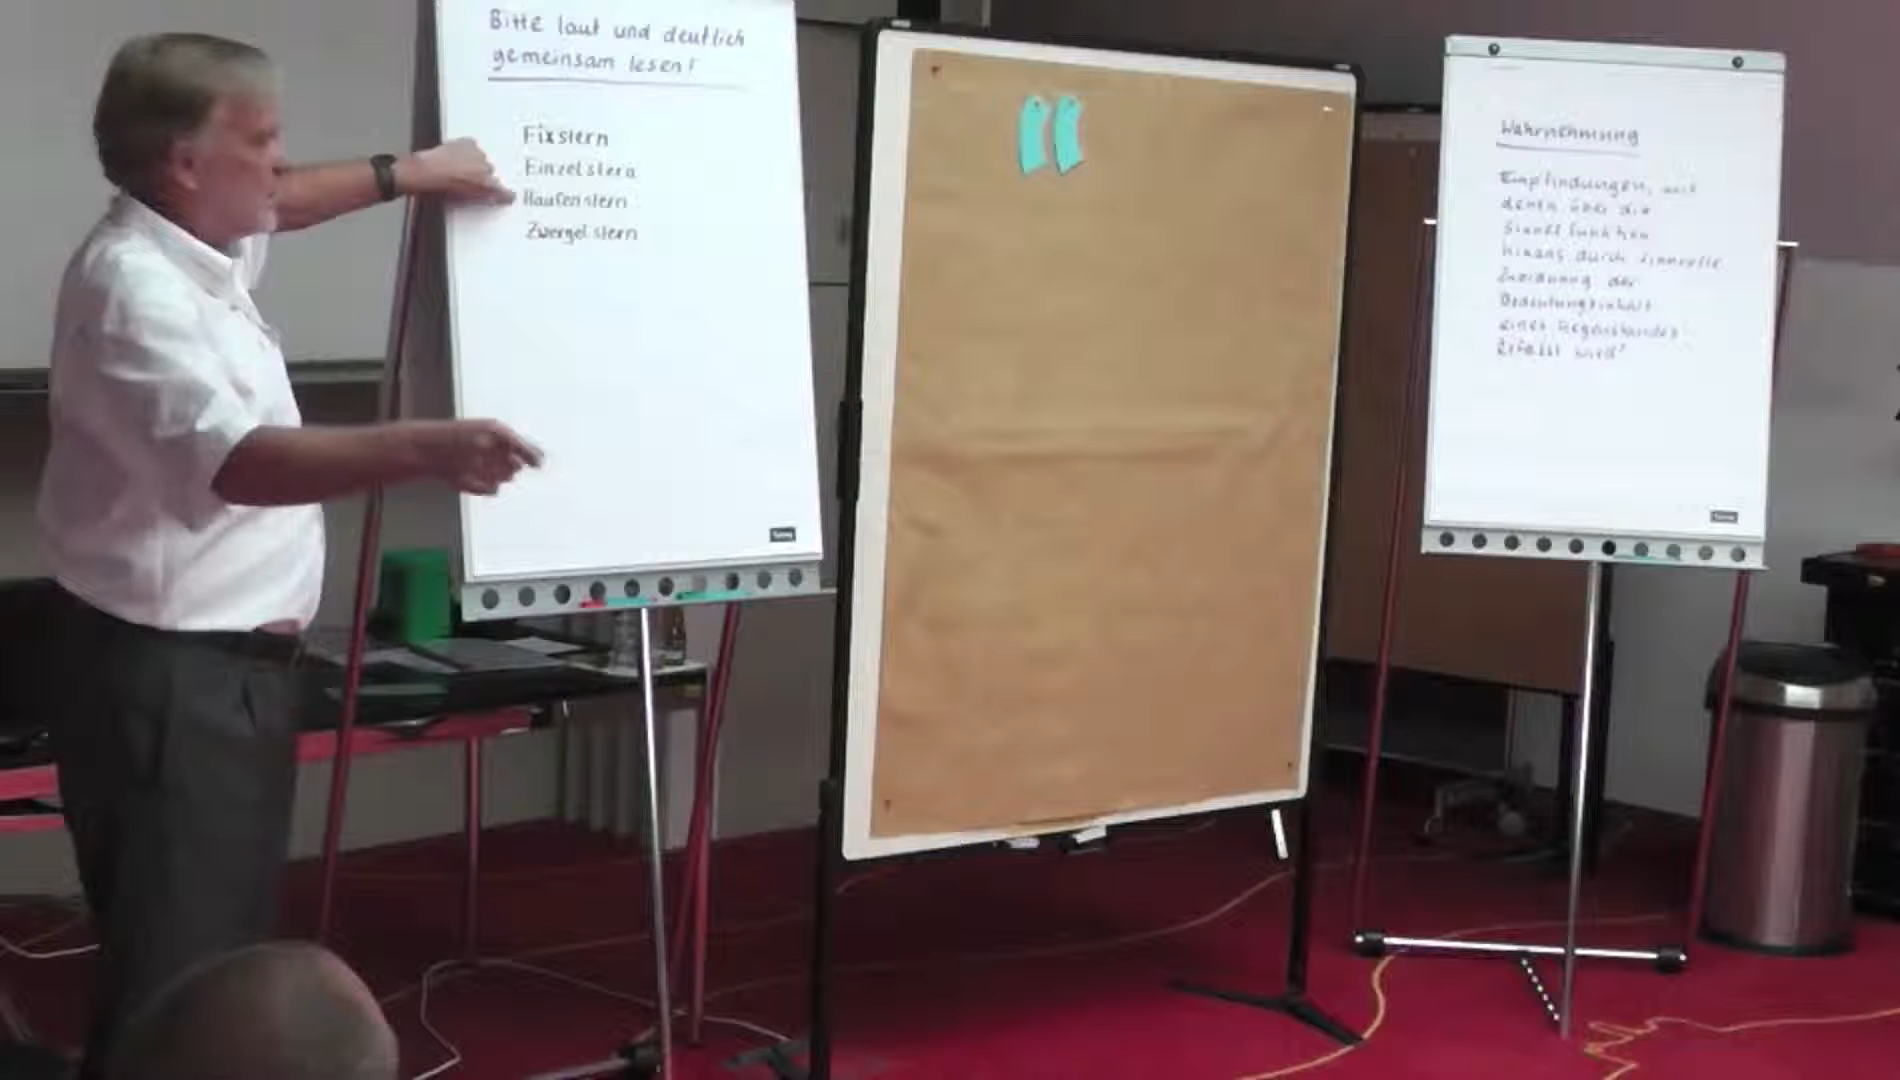 Bitte laut und deutlich
gemeinsam lesen!
Fixstern
Einzelstern
Haufenstern
Zwergelstern
Wahrnehmung
Empfindungen, mit
denen über die
Sinnesfunktion
hinaus durch sinnvolle
Zuordnung der
Bedeutungsinhalt
eines Gegenstandes
erfasst wird!